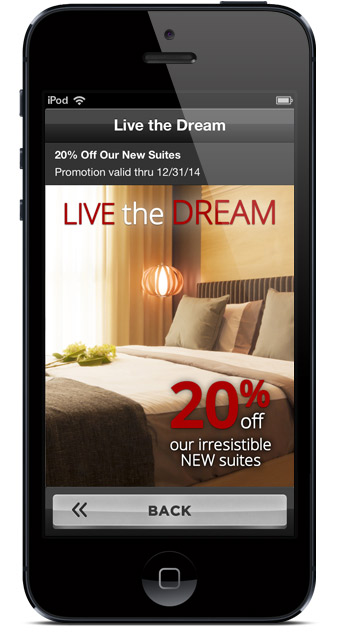 iPod
Live the Dream
20% Off Our New Suites
Promotion valid thru 12/31/14
LIVE the DREAM
20%
off
our irresistible
NEW suites
BACK